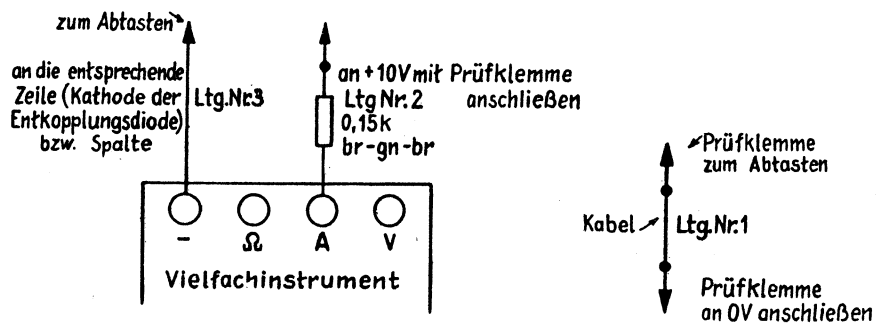 zum Abtasten
an die entsprechende
Zeile (Kathode der
Entkopplungsdiode)
bzw. Spalte
Ltg.Nr.3
an +10V mit Prüfklemme
anschließen
Ltg Nr. 2
0,15k
br-gn-br
- Ω A V
Vielfachinstrument
Prüfklemme
zum Abtasten
Kabel
Ltg.Nr.1
Prüfklemme
an 0V anschließen